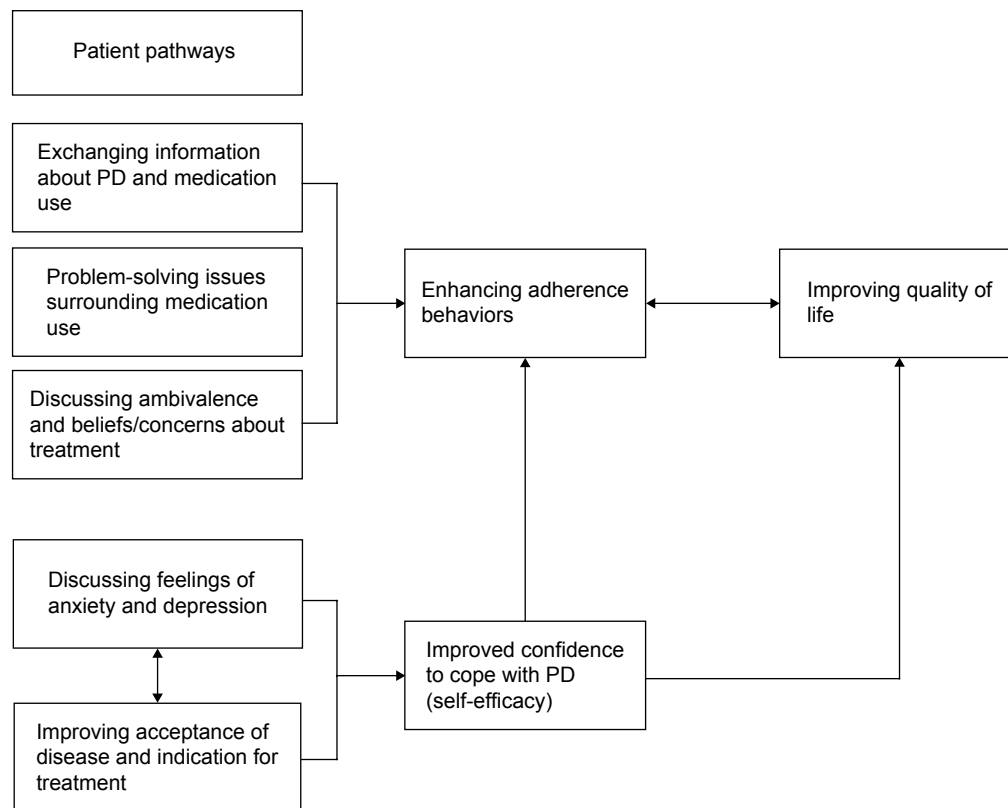 Patient pathways
Exchanging information
about PD and medication
use
Problem-solving issues
surrounding medication
use
Discussing ambivalence
and beliefs/concerns about
treatment
Enhancing adherence
behaviors
Improving quality of
life
Discussing feelings of
anxiety and depression
Improving acceptance of
disease and indication for
treatment
Improved confidence
to cope with PD
(self-efficacy)